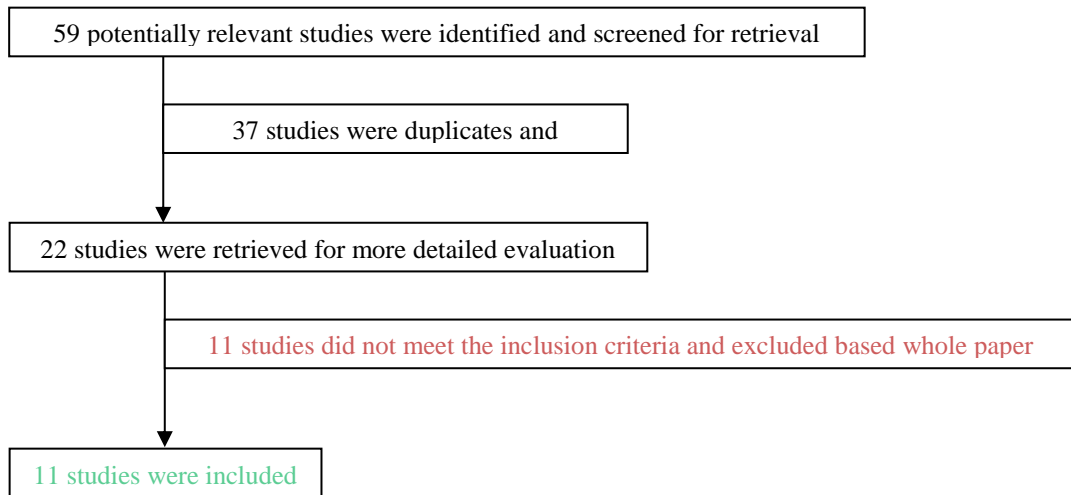 59 potentially relevant studies were identified and screened for retrieval
37 studies were duplicates and
22 studies were retrieved for more detailed evaluation
11 studies did not meet the inclusion criteria and excluded based whole paper
11 studies were included